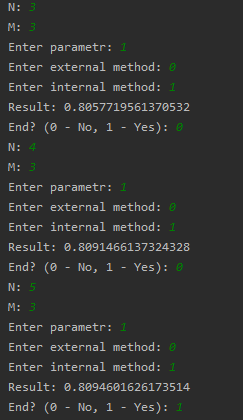 N: 3
M: 3
Enter parametr: 1
Enter external method: 0
Enter internal method: 1
Result: 0.8057719561370532
End? (0 - No, 1 - Yes): 0
N: 4
M: 3
Enter parametr: 1
Enter external method: 0
Enter internal method: 1
Result: 0.8091466137324328
End? (0 - No, 1 - Yes): 0
N: 5
M: 3
Enter parametr: 1
Enter external method: 0
Enter internal method: 1
Result: 0.8094601626173514
End? (0 - No, 1 - Yes): 1